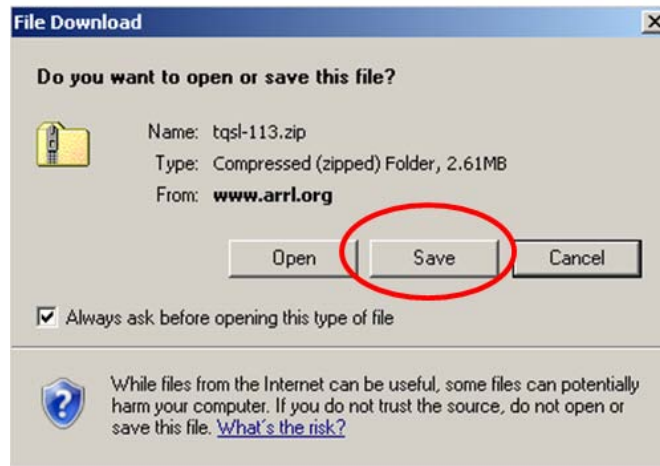 File Download
Do you want to open or save this file?
Name: tqsl-113.zip
Type: Compressed (zipped) Folder, 2.61MB
From: www.arrl.org
Open Save Cancel
Always ask before opening this type of file
While files from the Internet can be useful, some files can potentially
harm your computer. If you do not trust the source, do not open or
save this file. What's the risk?